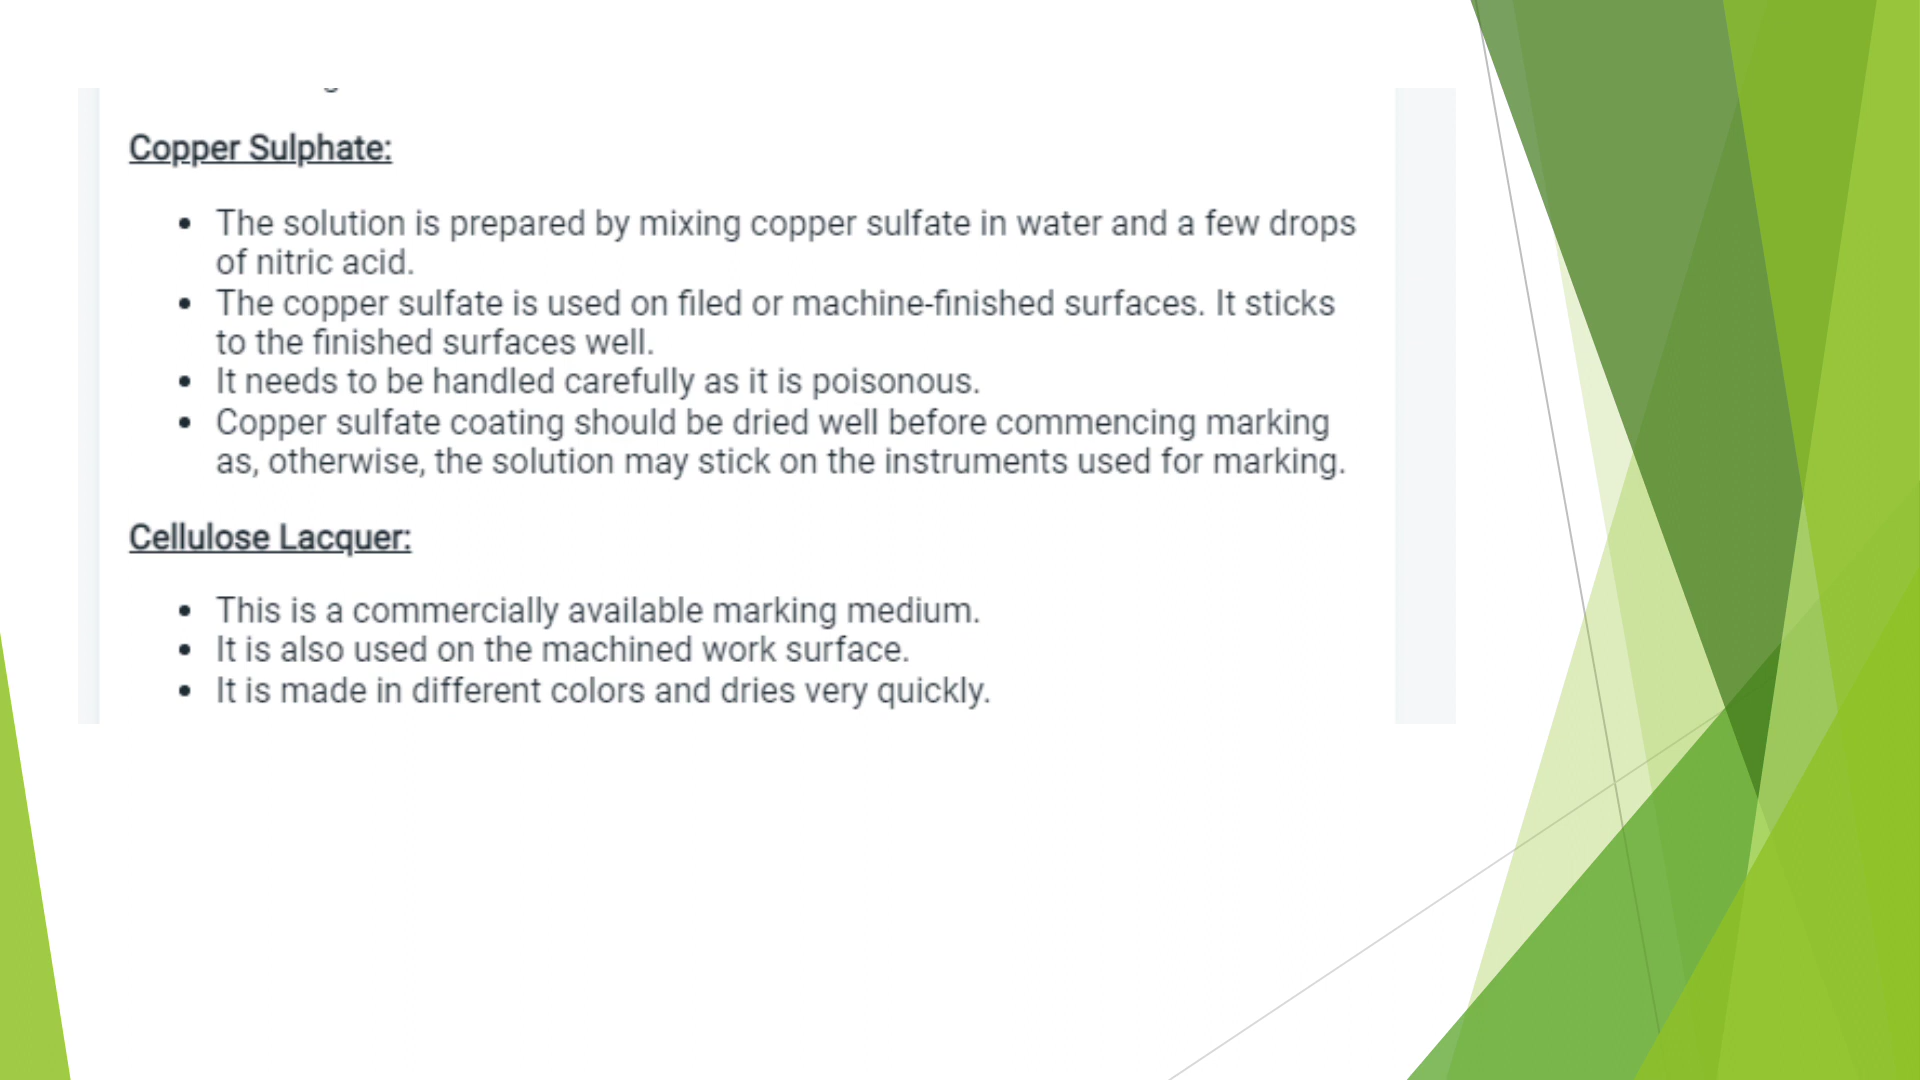 Copper Sulphate:
• The solution is prepared by mixing copper sulfate in water and a few drops
of nitric acid.
• The copper sulfate is used on filed or machine-finished surfaces. It sticks
to the finished surfaces well.
• It needs to be handled carefully as it is poisonous.
• Copper sulfate coating should be dried well before commencing marking
as, otherwise, the solution may stick on the instruments used for marking.
Cellulose Lacquer:
• This is a commercially available marking medium.
• It is also used on the machined work surface.
• It is made in different colors and dries very quickly.